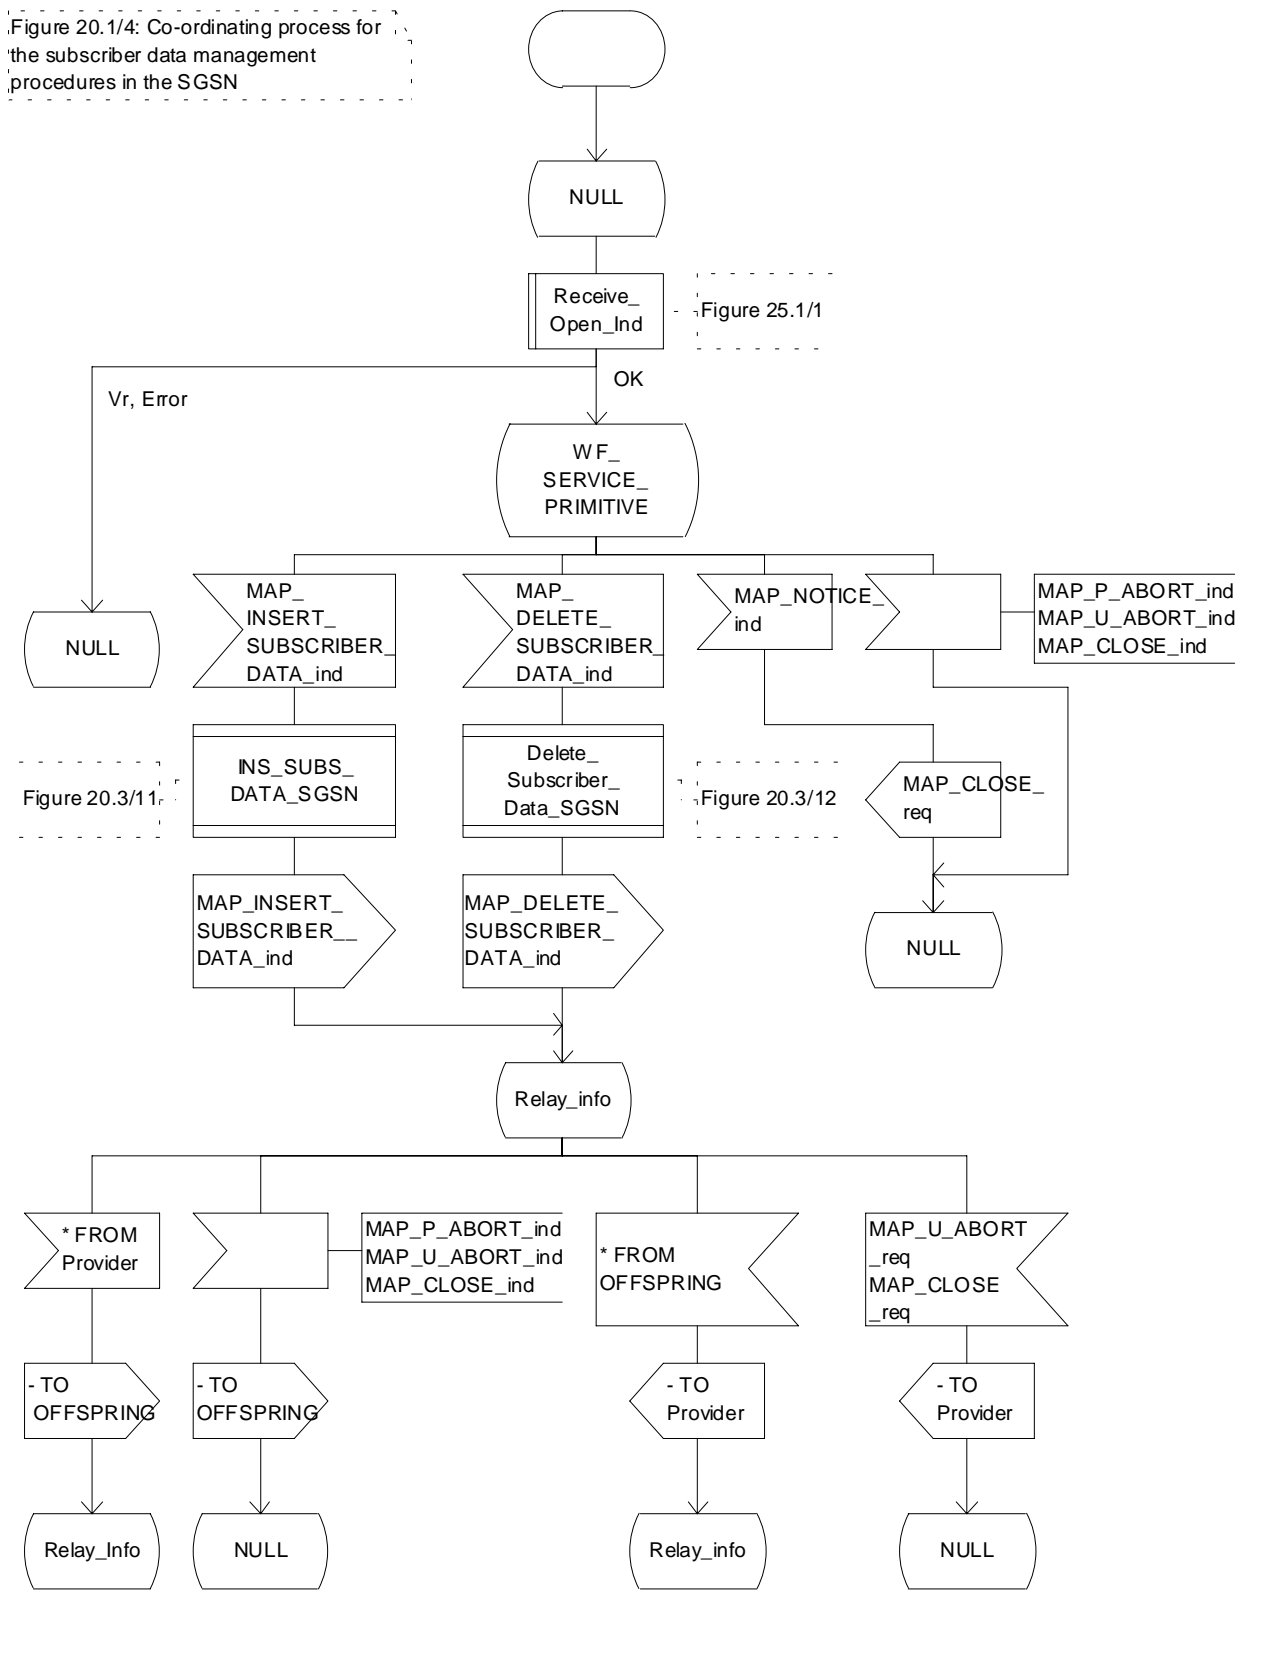 Figure 20.1/4: Co-ordinating process for
the subscriber data management
procedures in the SGSN
NULL
Receive_
Open_Ind
Figure 25.1/1
OK
Vr, Error
WF_
SERVICE_
PRIMITIVE
NULL
MAP_
INSERT_
SUBSCRIBER_
DATA_ind
MAP_
DELETE_
SUBSCRIBER_
DATA_ind
MAP_NOTICE_
ind
MAP_P_ABORT_ind
MAP_U_ABORT_ind
MAP_CLOSE_ind
Figure 20.3/11
INS_SUBS_
DATA_SGSN
Delete_
Subscriber_
Data_SGSN
Figure 20.3/12
MAP_CLOSE_
req
MAP_INSERT_
SUBSCRIBER__
DATA_ind
MAP_DELETE_
SUBSCRIBER_
DATA_ind
NULL
Relay_info
* FROM
Provider
MAP_P_ABORT_ind
MAP_U_ABORT_ind
MAP_CLOSE_ind
* FROM
OFFSPRING
MAP_U_ABORT
_req
MAP_CLOSE
_req
- TO
OFFSPRING
- TO
OFFSPRING
- TO
Provider
- TO
Provider
Relay_Info
NULL
Relay_info
NULL